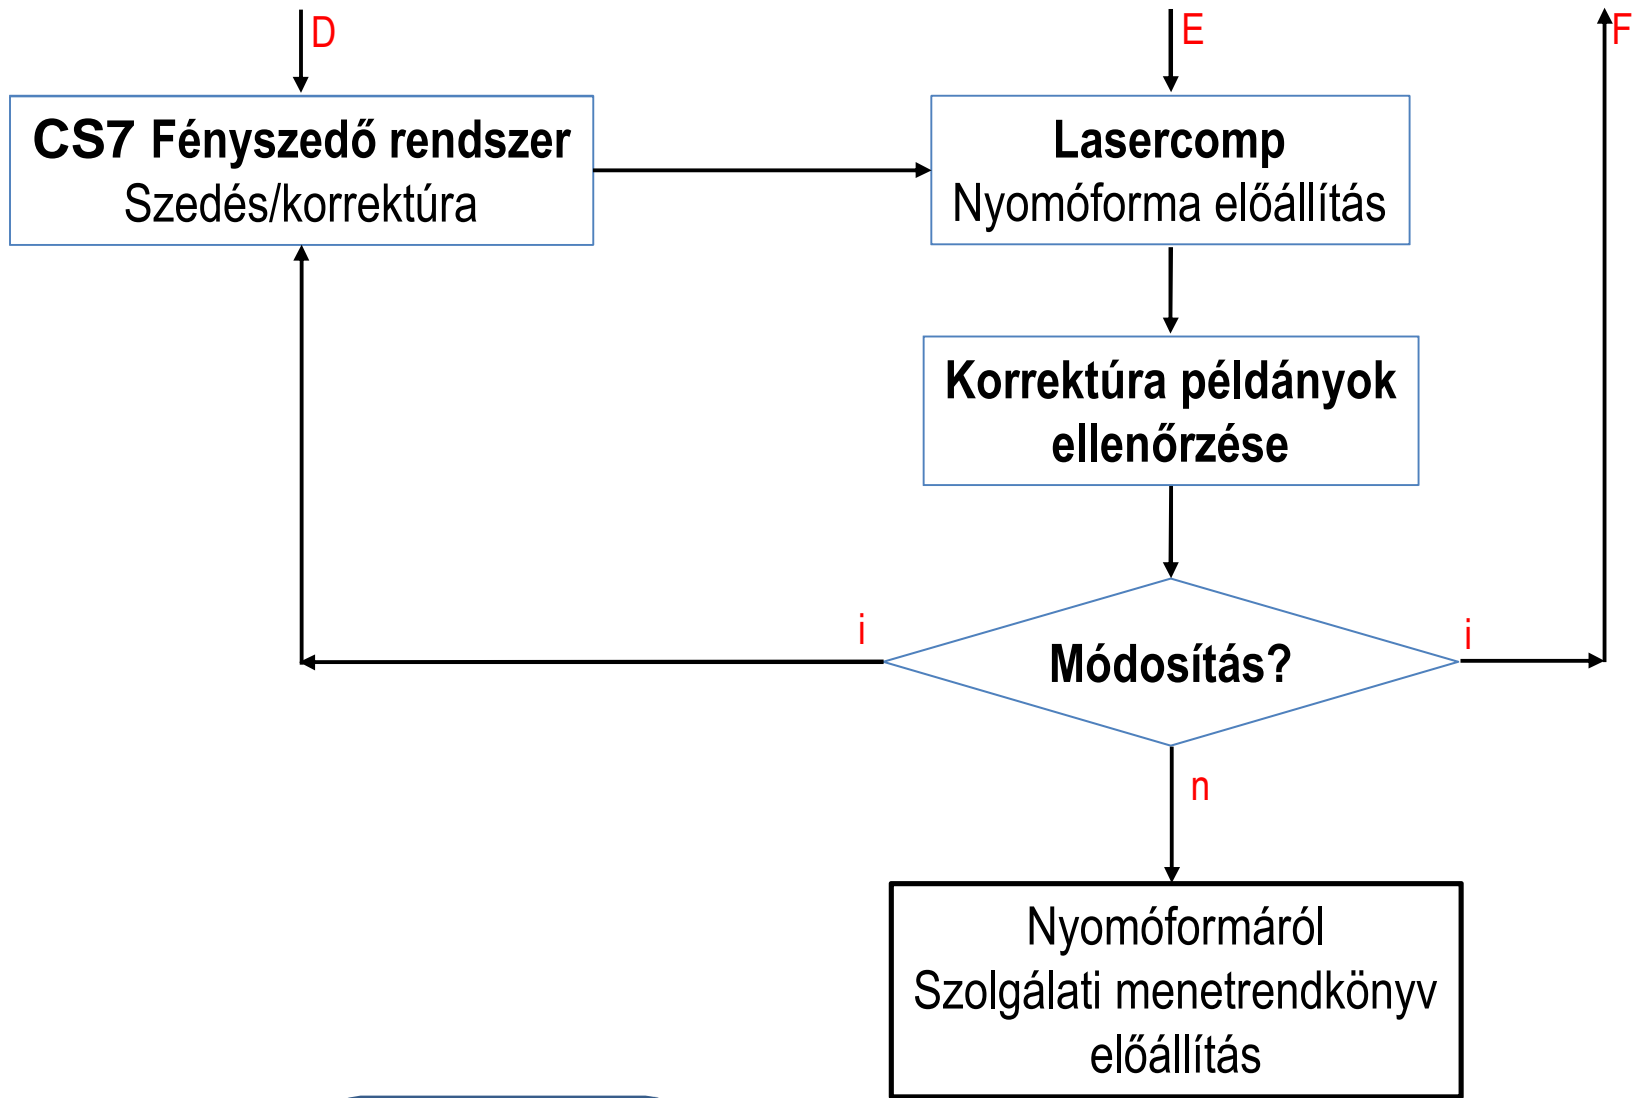 D
E
F
CS7 Fényszedő rendszer
Szedés/korrektúra
Lasercomp
Nyomóforma előállítás
Korrektúra példányok
ellenőrzése
i
Módosítás?
i
n
Nyomóformáról
Szolgálati menetrendkönyv
előállítás